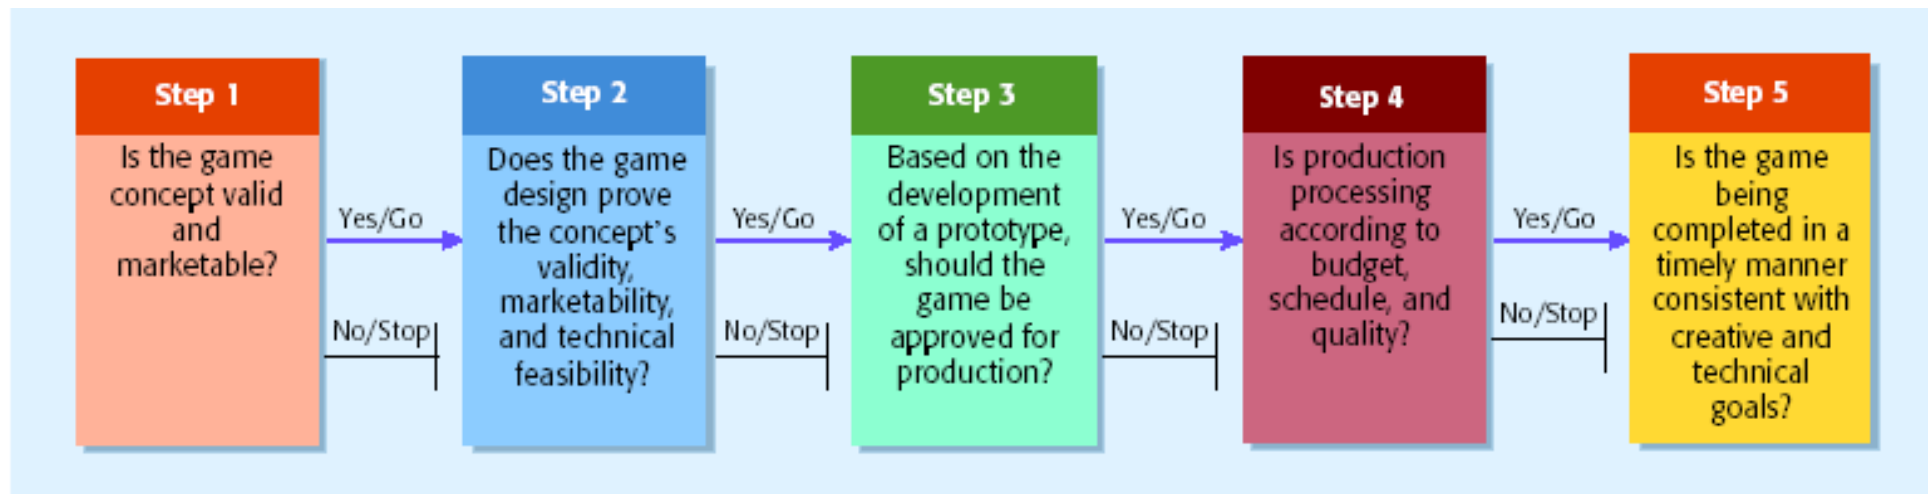 Step 1
Is the game
concept valid
and
marketable?
Yes/Go
No/Stop
Step 2
Does the game
design prove
the concept's
validity,
marketability,
and technical
feasibility?
Yes/Go
No/Stop
Step 3
Based on the
development
of a prototype,
should the
game be
approved for
production?
Yes/Go
No/Stop
Step 4
Is production
processing
according to
budget,
schedule, and
quality?
Yes/Go
No/Stop
Step 5
Is the game
being
completed in a
timely manner
consistent with
creative and
technical
goals?